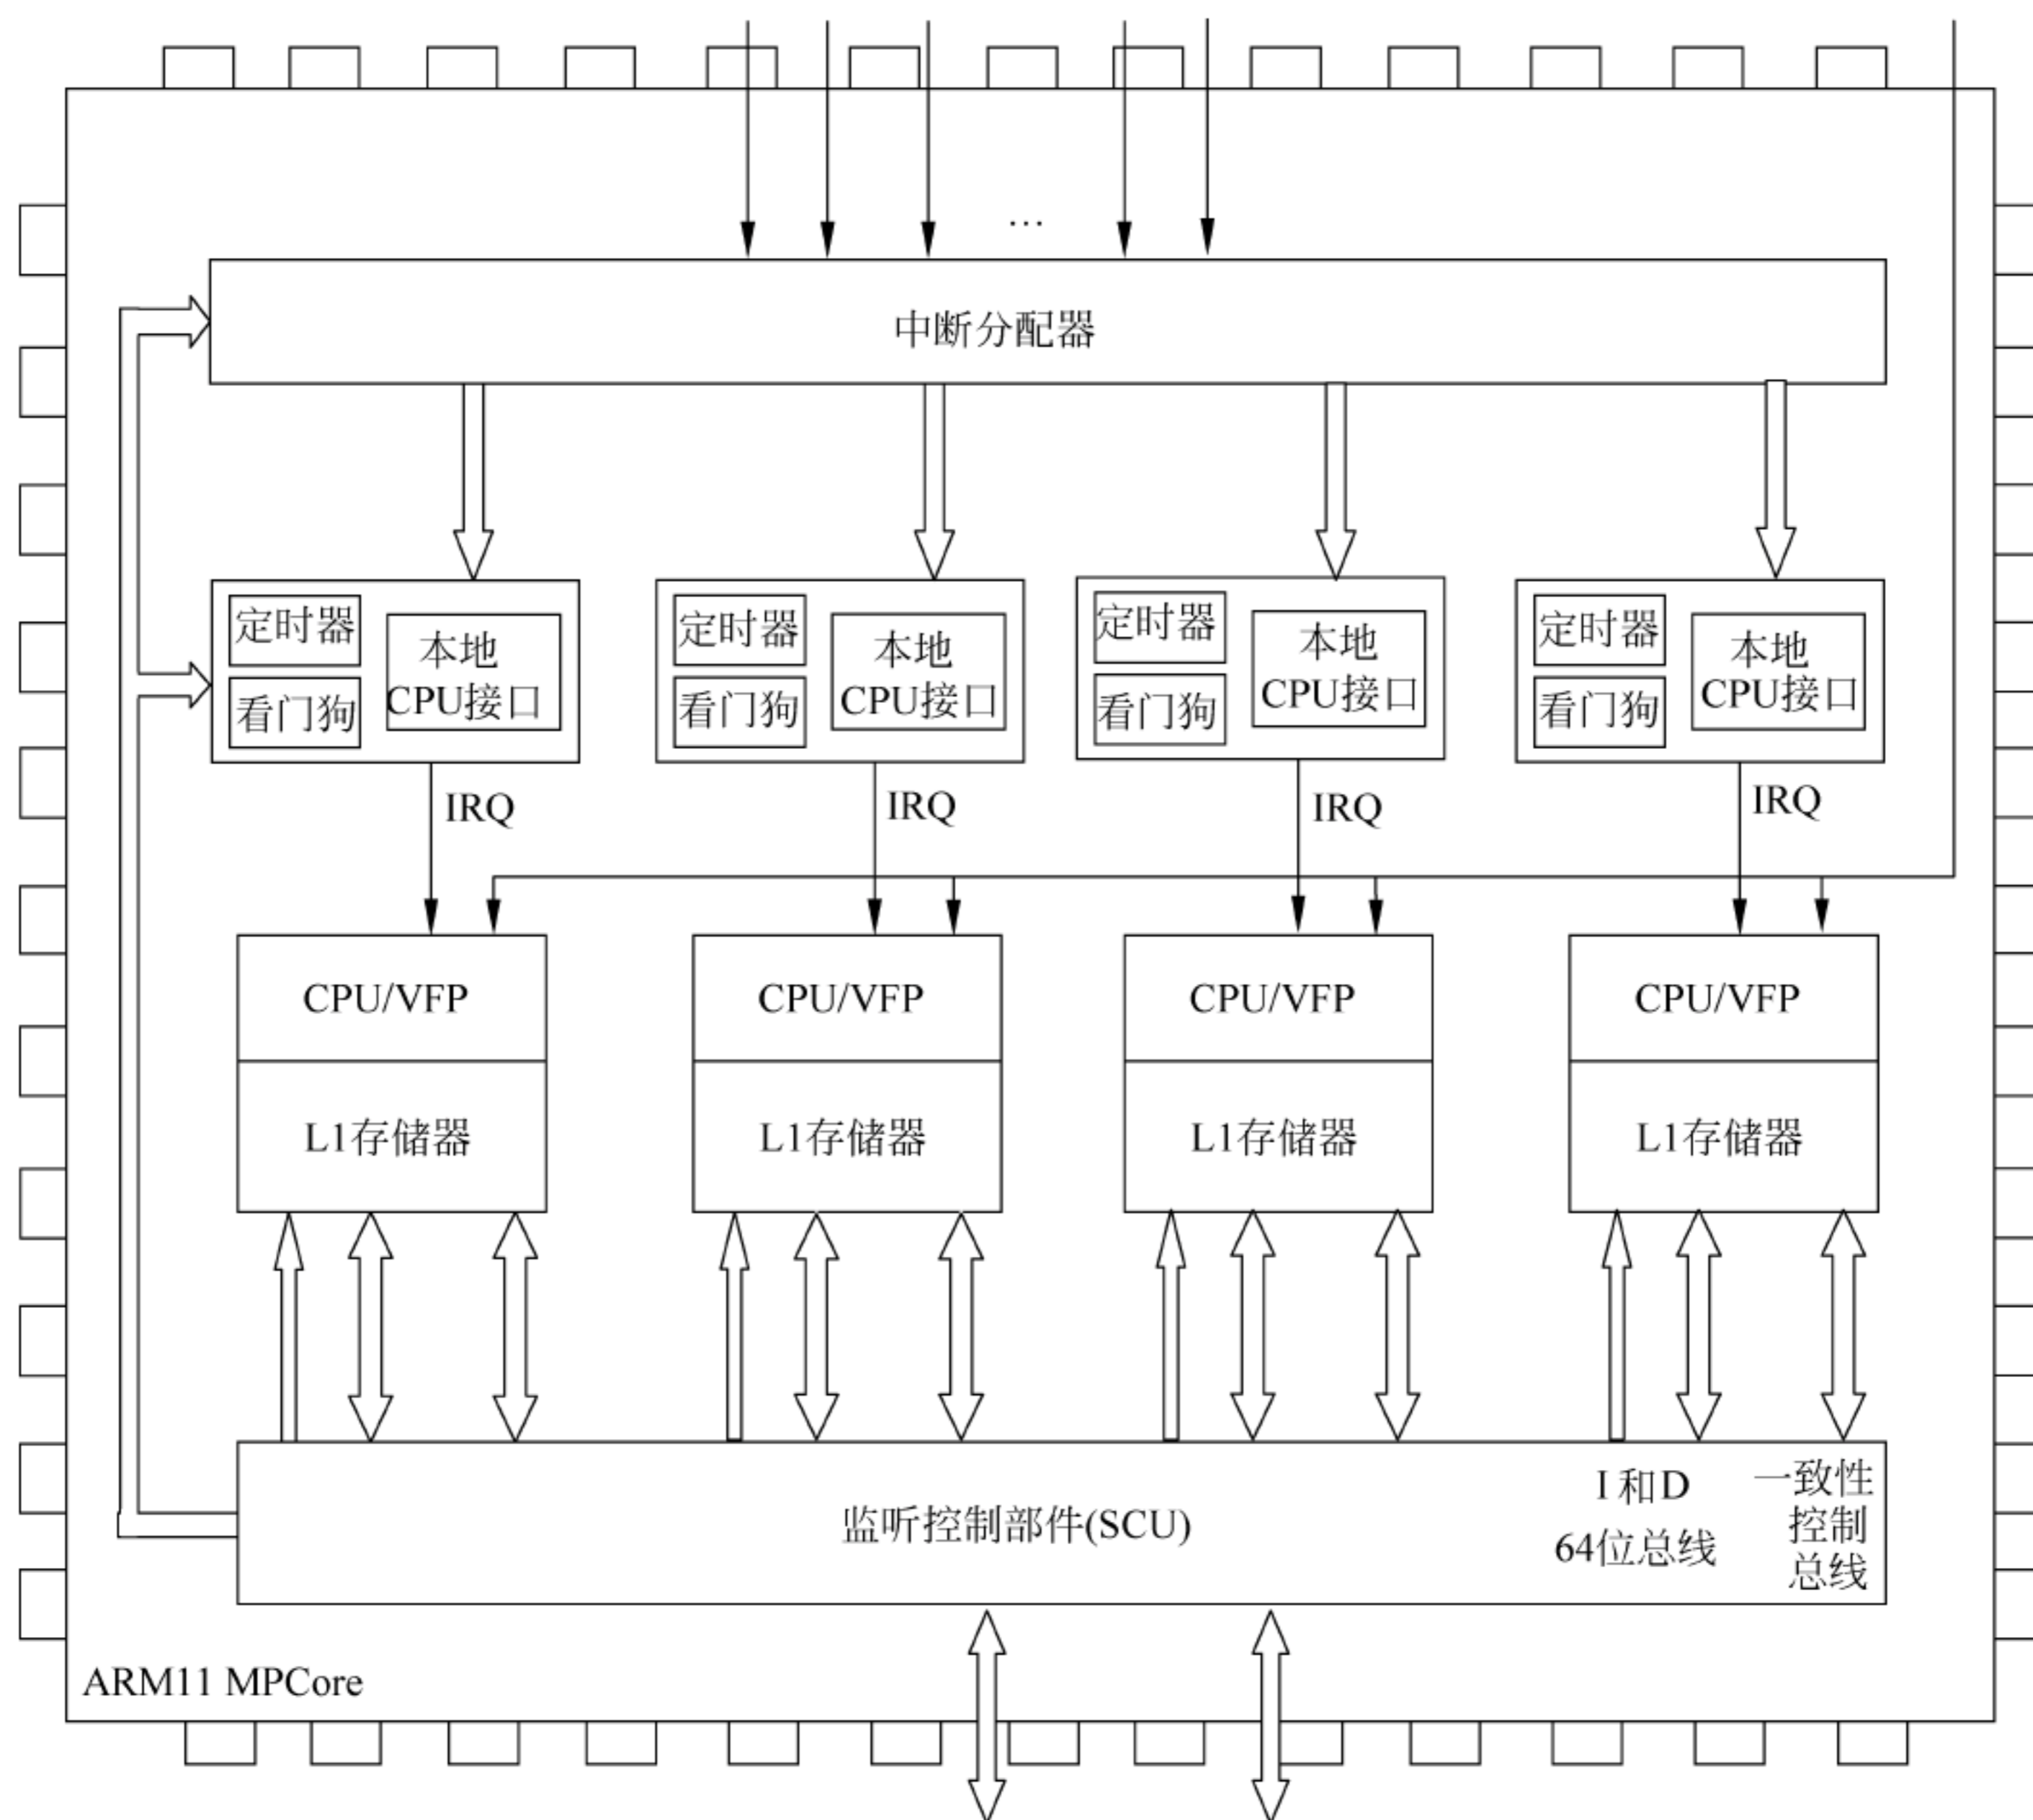 …
中断分配器
定时器
看门狗
本地
CPU接口
定时器
看门狗
本地
CPU接口
定时器
看门狗
本地
CPU接口
定时器
看门狗
本地
CPU接口
IRQ
IRQ
IRQ
IRQ
CPU/VFP
CPU/VFP
CPU/VFP
CPU/VFP
L1存储器
L1存储器
L1存储器
L1存储器
监听控制部件(SCU)
I 和D
64位总线
一致性
控制
总线
ARM11 MPCore